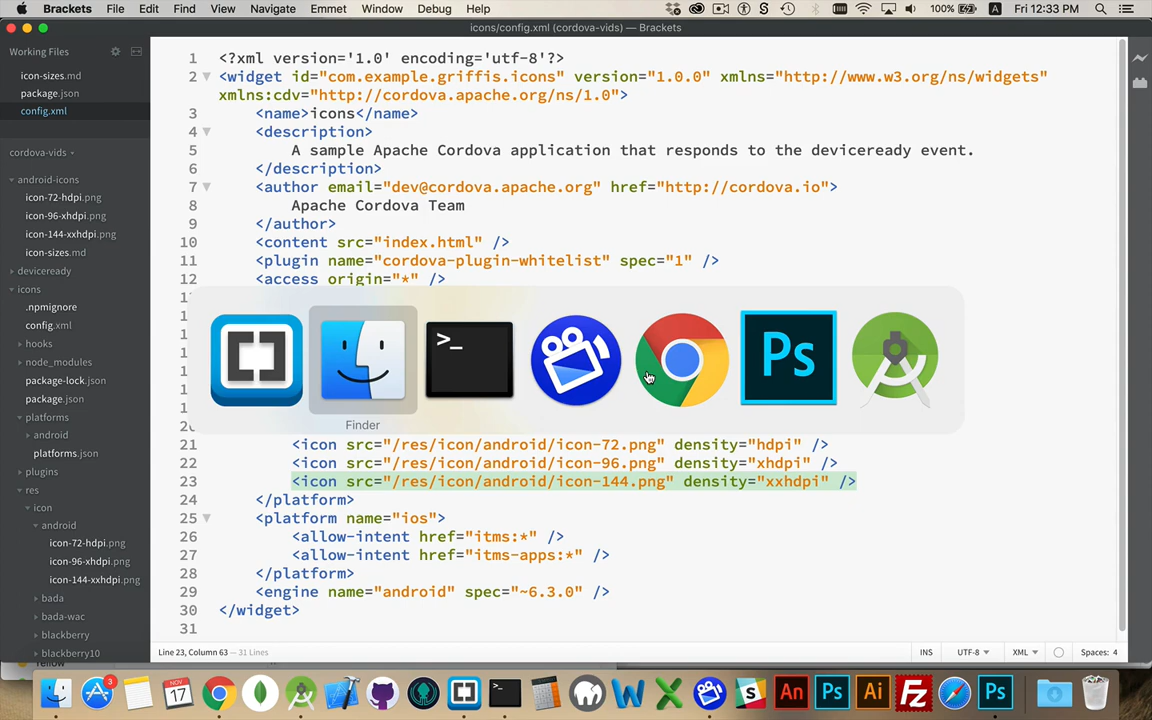 Brackets File Edit Find View Navigate Emmet Window Debug Help 100% A Fri 12:33 PM
icons/config.xml (cordova-vids) — Brackets
Working Files
icon-sizes.md
package.json
config.xml
cordova-vids
android-icons
icon-72-hdpi.png
icon-96-xhdpi.png
icon-144-xxhdpi.png
icon-sizes.md
deviceready
icons
.npmignore
config.xml
hooks
node_modules
package-lock.json
package.json
platforms
android
platforms.json
plugins
res
icon
android
icon-72-hdpi.png
icon-96-xhdpi.png
icon-144-xxhdpi.png
bada
bada-wac
blackberry
blackberry10
1 <?xml version='1.0' encoding='utf-8'?>
2 <widget id="com.example.griffis.icons" version="1.0.0" xmlns="http://www.w3.org/ns/widgets"
xmlns:cdv="http://cordova.apache.org/ns/1.0">
3 <name>icons</name>
4 <description>
5 A sample Apache Cordova application that responds to the deviceready event.
6 </description>
7 <author email="dev@cordova.apache.org" href="http://cordova.io">
8 Apache Cordova Team
9 </author>
10 <content src="index.html" />
11 <plugin name="cordova-plugin-whitelist" spec="1" />
12 <access origin="*" />
>_
Ps
Finder
21 <icon src="/res/icon/android/icon-72.png" density="hdpi" />
22 <icon src="/res/icon/android/icon-96.png" density="xhdpi" />
23 <icon src="/res/icon/android/icon-144.png" density="xxhdpi" />
24 </platform>
25 <platform name="ios">
26 <allow-intent href="itms:*" />
27 <allow-intent href="itms-apps:*" />
28 </platform>
29 <engine name="android" spec="~6.3.0" />
30 </widget>
31
Line 23, Column 63 — 31 Lines
INS UTF-8 XML Spaces: 4
3
NOV
17
W
X
An
Ps
Ai
Fz
Ps